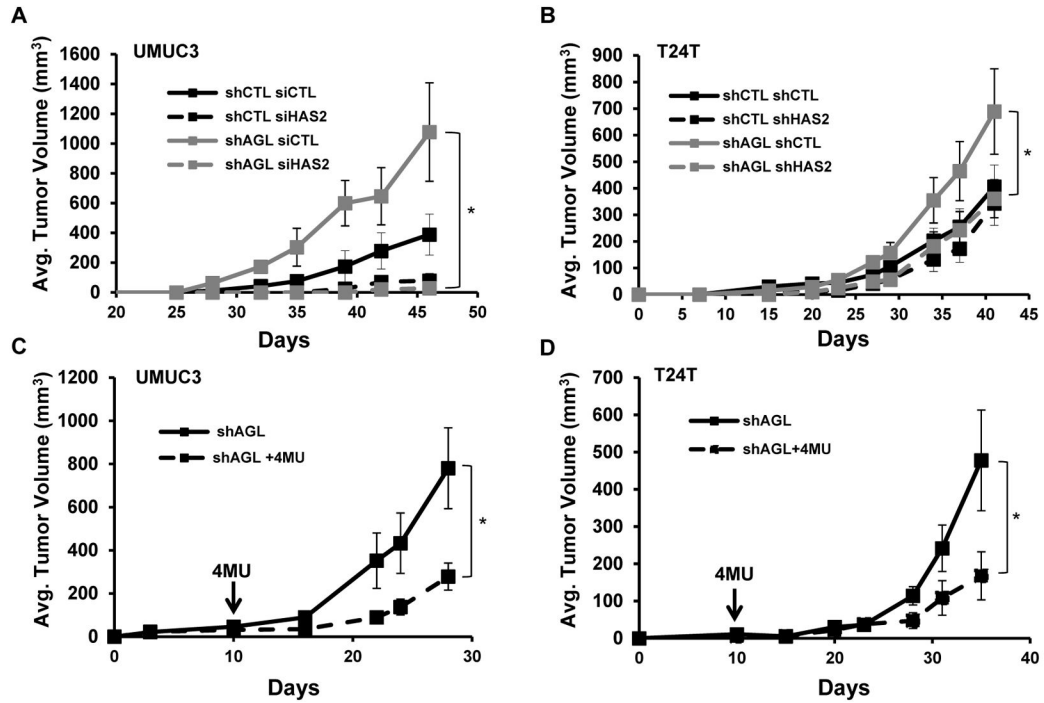 A
UMUC3
Avg. Tumor Volume (mm³)
1600
1400
1200
1000
800
600
400
200
0
shCTL siCTL
shCTL siHAS2
shAGL siCTL
shAGL siHAS2
*
20 25 30 35 40 45 50
Days
B
T24T
Avg. Tumor Volume (mm³)
900
800
700
600
500
400
300
200
100
0
shCTL shCTL
shCTL shHAS2
shAGL shCTL
shAGL shHAS2
*
0 5 10 15 20 25 30 35 40 45
Days
C
UMUC3
Avg. Tumor Volume (mm³)
1200
1000
800
600
400
200
0
shAGL
shAGL +4MU
4MU
*
0 10 20 30
Days
D
T24T
Avg. Tumor Volume (mm³)
700
600
500
400
300
200
100
0
shAGL
shAGL+4MU
4MU
*
0 10 20 30 40
Days